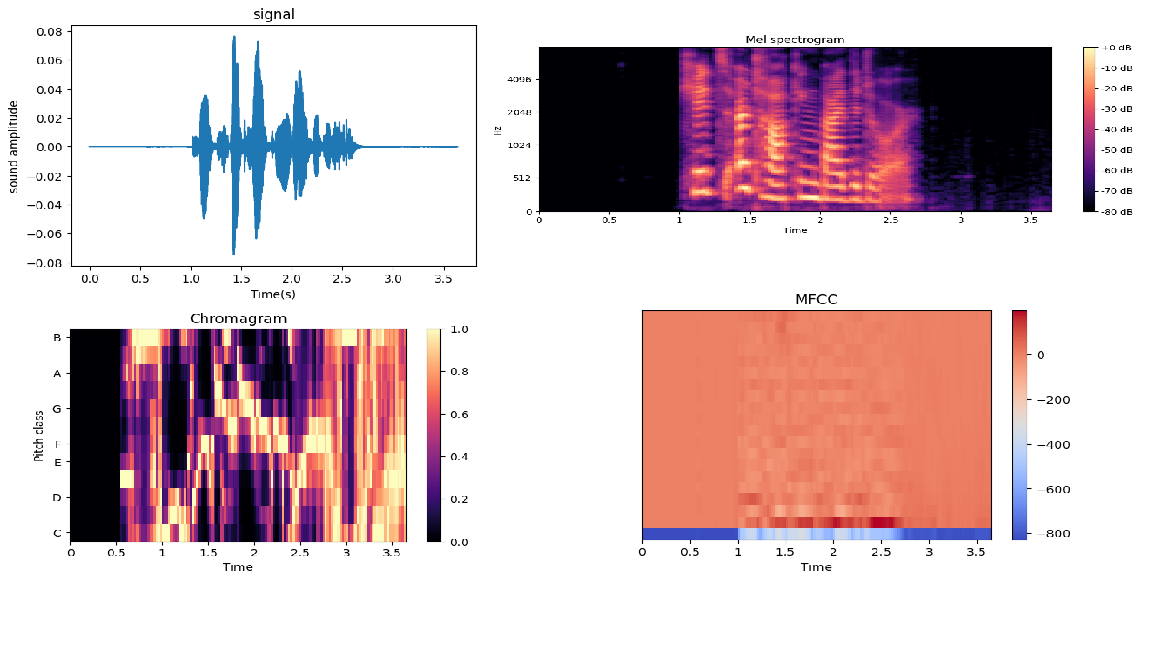 signal
0.08
0.06
0.04
0.02
0.00
−0.02
−0.04
−0.06
−0.08
sound amplitude
0.0 0.5 1.0 1.5 2.0 2.5 3.0 3.5
Time(s)
Mel spectrogram
4096
2048
1024
512
0
Hz
0 0.5 1 1.5 2 2.5 3 3.5
Time
+0 dB
-10 dB
-20 dB
-30 dB
-40 dB
-50 dB
-60 dB
-70 dB
-80 dB
Chromagram
B
A
G
F
E
D
C
Pitch class
0 0.5 1 1.5 2 2.5 3 3.5
Time
1.0
0.8
0.6
0.4
0.2
0.0
MFCC
0 0.5 1 1.5 2 2.5 3 3.5
Time
0
−200
−400
−600
−800